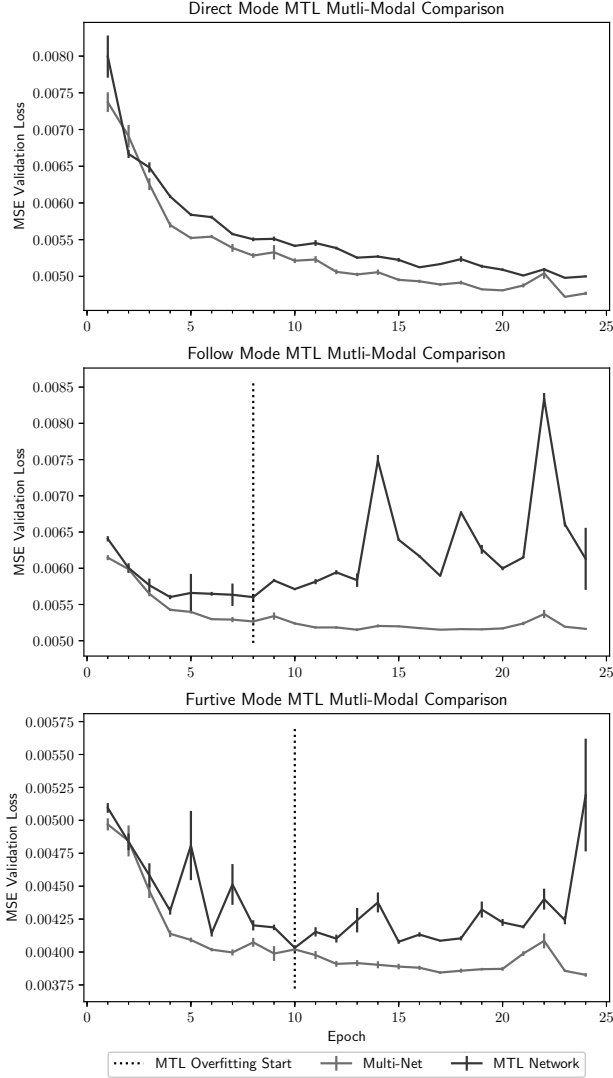 Direct Mode MTL Mutli-Modal Comparison
MSE Validation Loss
0.0080
0.0075
0.0070
0.0065
0.0060
0.0055
0.0050
0 5 10 15 20 25
Follow Mode MTL Mutli-Modal Comparison
MSE Validation Loss
0.0085
0.0080
0.0075
0.0070
0.0065
0.0060
0.0055
0.0050
0 5 10 15 20 25
Furtive Mode MTL Mutli-Modal Comparison
MSE Validation Loss
0.00575
0.00550
0.00525
0.00500
0.00475
0.00450
0.00425
0.00400
0.00375
0 5 10 15 20 25
Epoch
MTL Overfitting Start Multi-Net MTL Network